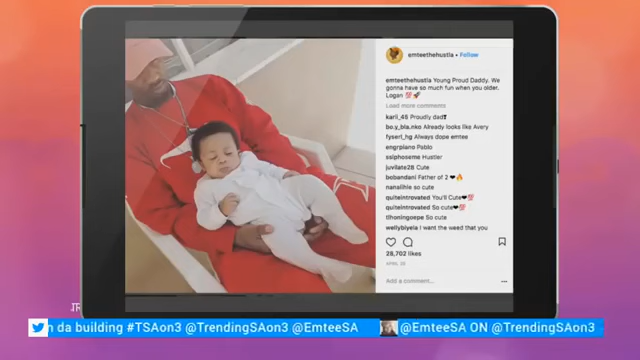 emteethehustla • Follow
emteethehustla Young Proud Daddy. We
gonna have so much fun when you older.
Logan 💯🚀
Load more comments
karli_46 Proudly dad❣
bo.y_bla.nko Already looks like Avery
fyserl_hg Always dope emtee
engrplano Pablo
ssiphoseme Hustler
juvilate28 Cute
bobandani Father of 2 ❤🔥
nanalihle so cute
quiteintrovated You'll Cute❤💯
quiteintrovated So cute❤💯
tlhoningoepe So cute
wellybiyela I want the weed that you
28,702 likes
APRIL 28
Add a comment...
n da building #TSAon3 @TrendingSAon3 @EmteeSA
@EmteeSA ON @TrendingSAon3